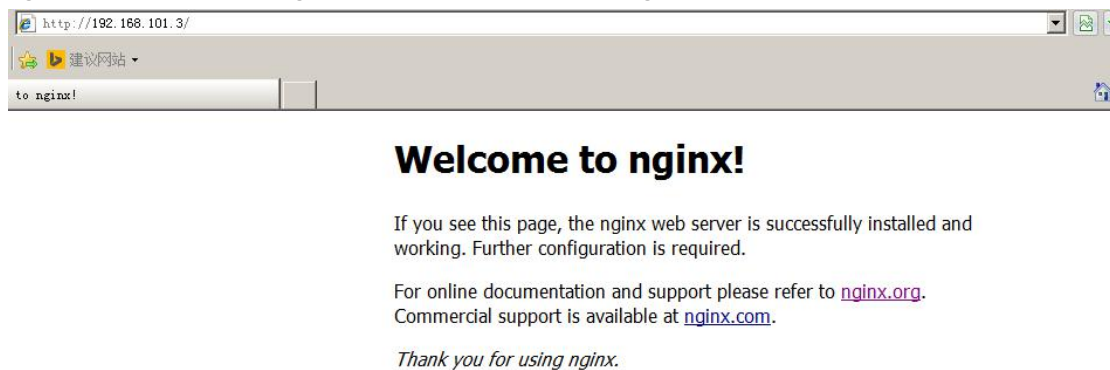 http://192.168.101.3/
建议网站
to nginx!
Welcome to nginx!
If you see this page, the nginx web server is successfully installed and
working. Further configuration is required.
For online documentation and support please refer to nginx.org.
Commercial support is available at nginx.com.
Thank you for using nginx.